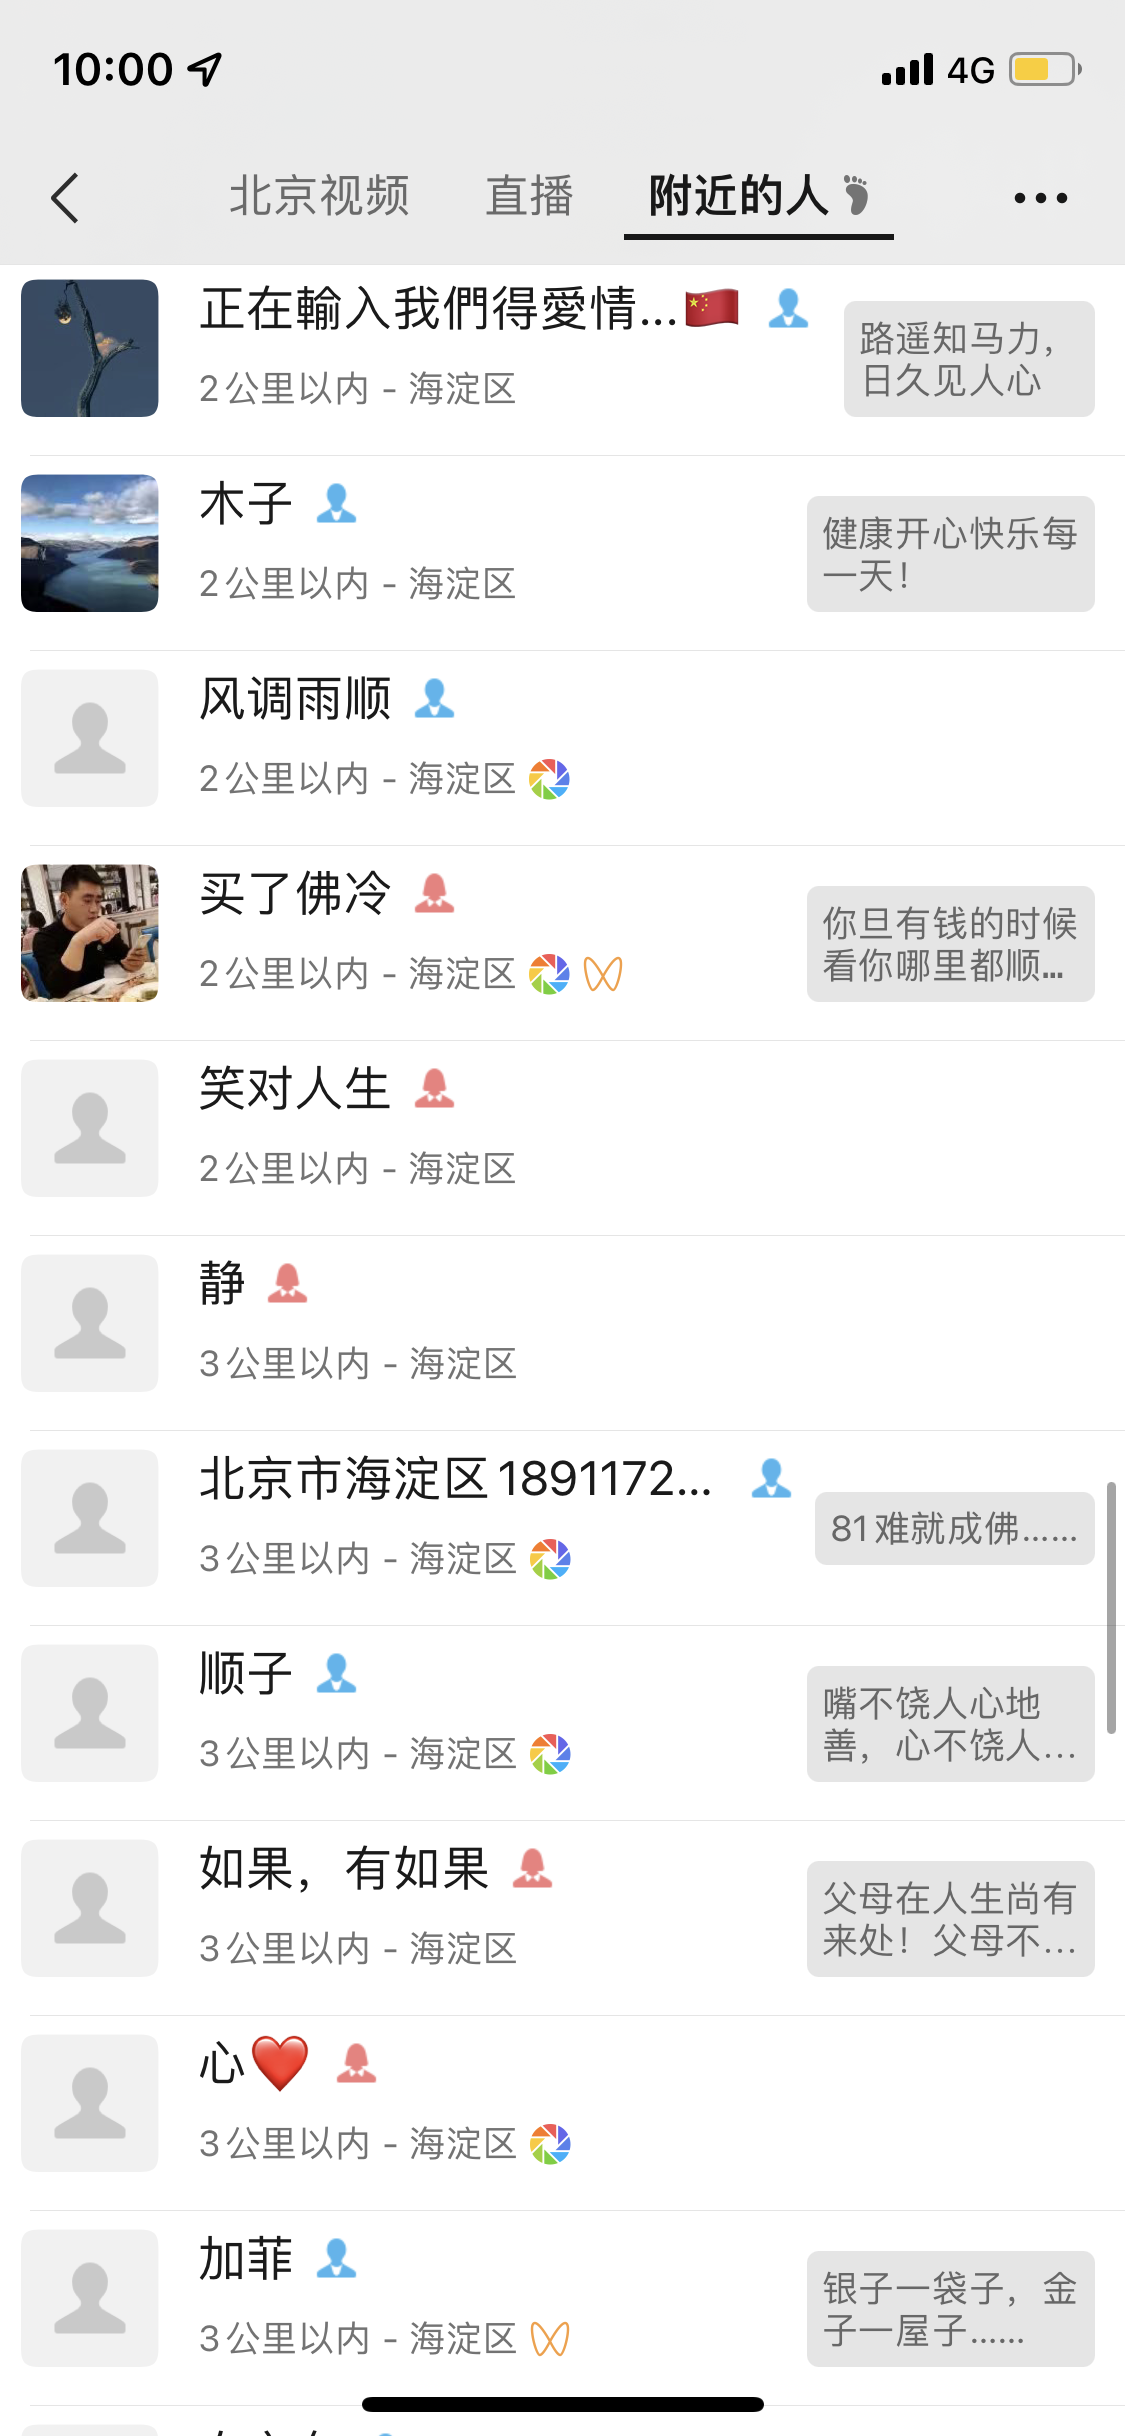 10:00
4G
北京视频 直播 附近的人
正在輸入我們得愛情...
2公里以内 - 海淀区
路遥知马力，
日久见人心
木子
2公里以内 - 海淀区
健康开心快乐每
一天！
风调雨顺
2公里以内 - 海淀区
买了佛冷
2公里以内 - 海淀区
你旦有钱的时候
看你哪里都顺...
笑对人生
2公里以内 - 海淀区
静
3公里以内 - 海淀区
北京市海淀区1891172...
3公里以内 - 海淀区
81难就成佛......
顺子
3公里以内 - 海淀区
嘴不饶人心地
善，心不饶人...
如果，有如果
3公里以内 - 海淀区
父母在人生尚有
来处！父母不...
心❤️
3公里以内 - 海淀区
加菲
3公里以内 - 海淀区
银子一袋子，金
子一屋子......